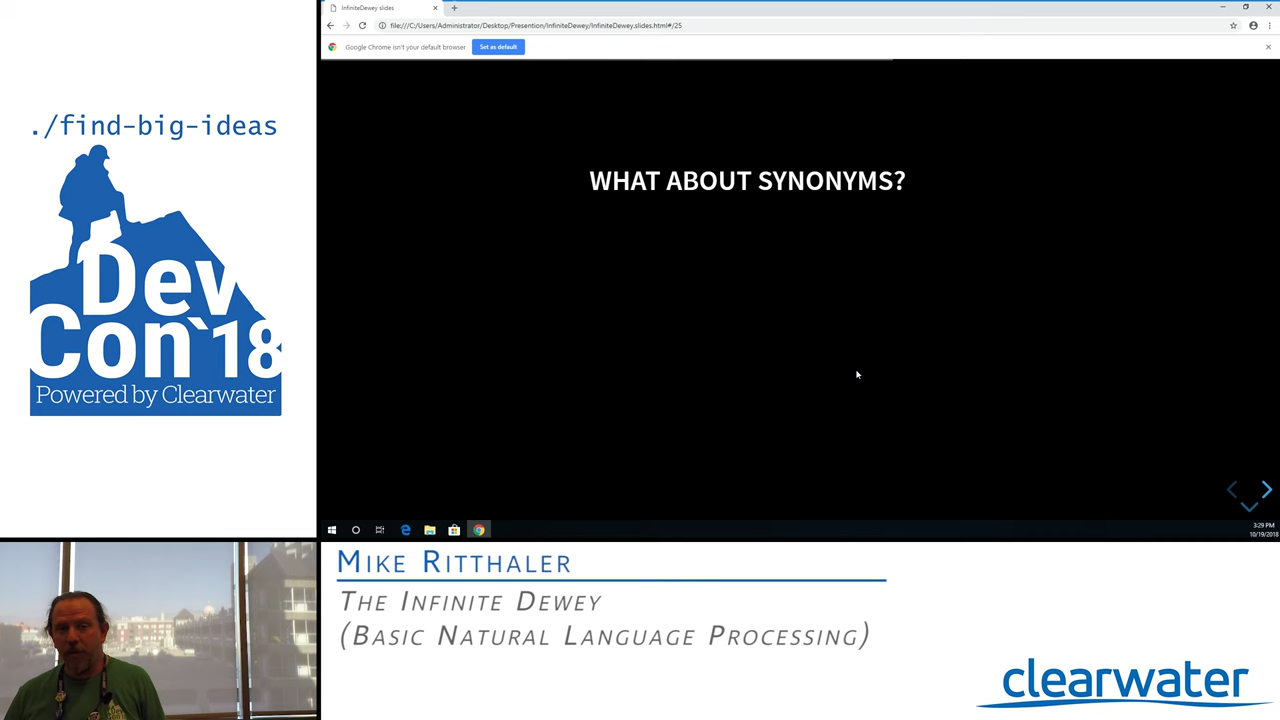 ./find-big-ideas
Dev
Con`18
Powered by Clearwater
InfiniteDewey slides
file:///C:/Users/Administrator/Desktop/Presention/InfiniteDewey/InfiniteDewey.slides.html#/25
Google Chrome isn't your default browser
Set as default
WHAT ABOUT SYNONYMS?
3:29 PM
10/19/2018
MIKE RITTHALER
THE INFINITE DEWEY
(BASIC NATURAL LANGUAGE PROCESSING)
clearwater